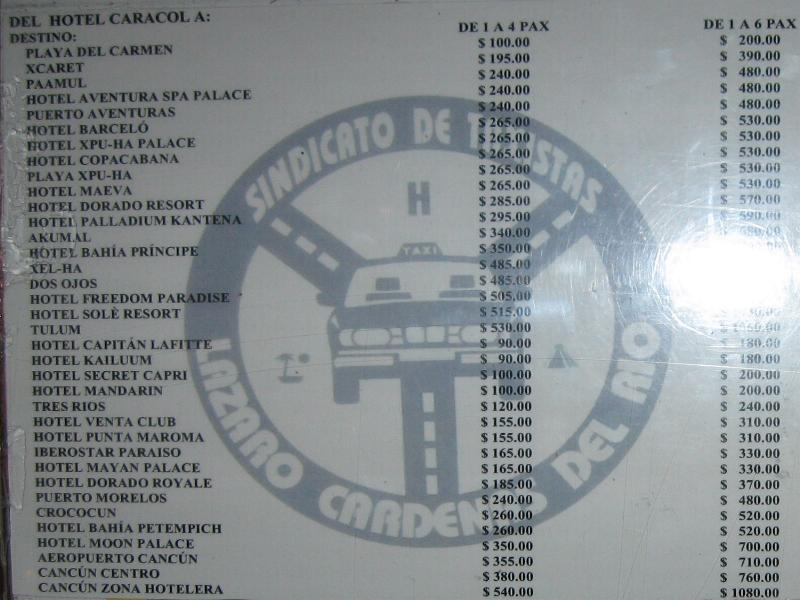 DEL HOTEL CARACOL A:
DESTINO: DE 1 A 4 PAX DE 1 A 6 PAX
PLAYA DEL CARMEN $ 100.00 $ 200.00
XCARET $ 195.00 $ 390.00
PAAMUL $ 240.00 $ 480.00
HOTEL AVENTURA SPA PALACE $ 240.00 $ 480.00
PUERTO AVENTURAS $ 240.00 $ 480.00
HOTEL BARCELÓ $ 265.00 $ 530.00
HOTEL XPU-HA PALACE $ 265.00 $ 530.00
HOTEL COPACABANA $ 265.00 $ 530.00
PLAYA XPU-HA $ 265.00 $ 530.00
HOTEL MAEVA $ 265.00 $ 530.00
HOTEL DORADO RESORT $ 285.00 $ 570.00
HOTEL PALLADIUM KANTENA $ 295.00 $ 590.00
AKUMAL $ 340.00 $
HOTEL BAHÍA PRÍNCIPE $ 350.00 $
XEL-HA $ 485.00
DOS OJOS $ 485.00
HOTEL FREEDOM PARADISE $ 505.00
HOTEL SOLÈ RESORT $ 515.00
TULUM $ 530.00 $ 1060.00
HOTEL CAPITÁN LAFITTE $ 90.00 $ 180.00
HOTEL KAILUUM $ 90.00 $ 180.00
HOTEL SECRET CAPRI $ 100.00 $ 200.00
HOTEL MANDARIN $ 100.00 $ 200.00
TRES RIOS $ 120.00 $ 240.00
HOTEL VENTA CLUB $ 155.00 $ 310.00
HOTEL PUNTA MAROMA $ 155.00 $ 310.00
IBEROSTAR PARAISO $ 165.00 $ 330.00
HOTEL MAYAN PALACE $ 165.00 $ 330.00
HOTEL DORADO ROYALE $ 185.00 $ 370.00
PUERTO MORELOS $ 240.00 $ 480.00
CROCOCUN $ 260.00 $ 520.00
HOTEL BAHÍA PETEMPICH $ 260.00 $ 520.00
HOTEL MOON PALACE $ 350.00 $ 700.00
AEROPUERTO CANCÚN $ 355.00 $ 710.00
CANCÚN CENTRO $ 380.00 $ 760.00
CANCÚN ZONA HOTELERA $ 540.00 $ 1080.00
SINDICATO DE TAXISTAS
H
TAXI
LAZARO CARDENAS DEL RIO